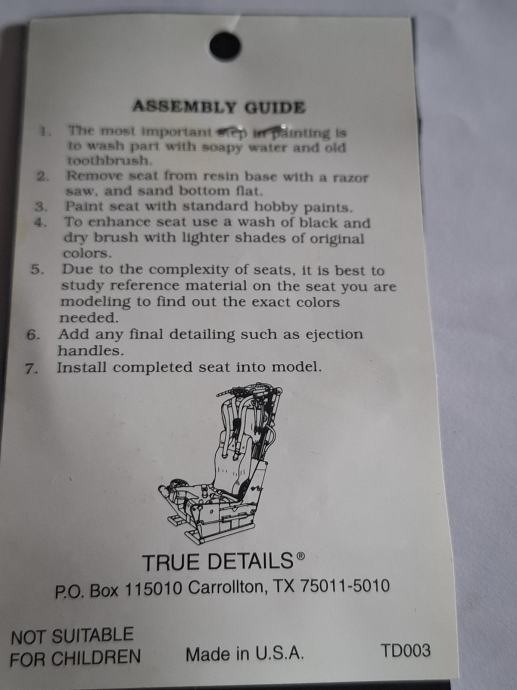 ASSEMBLY GUIDE
1. The most important step in painting is
to wash part with soapy water and old
toothbrush.
2. Remove seat from resin base with a razor
saw, and sand bottom flat.
3. Paint seat with standard hobby paints.
4. To enhance seat use a wash of black and
dry brush with lighter shades of original
colors.
5. Due to the complexity of seats, it is best to
study reference material on the seat you are
modeling to find out the exact colors
needed.
6. Add any final detailing such as ejection
handles.
7. Install completed seat into model.
TRUE DETAILS®
P.O. Box 115010 Carrollton, TX 75011-5010
NOT SUITABLE
FOR CHILDREN Made in U.S.A. TD003